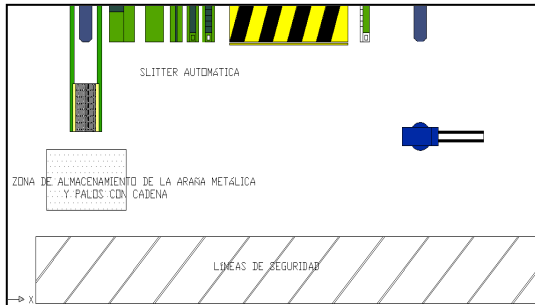 SLITTER AUTOMáTICA
ZONA DE ALMACENAMIENTO DE LA ARAÑA METáLICA
Y PALOS CON CADENA
LíNEAS DE SEGURIDAD
X